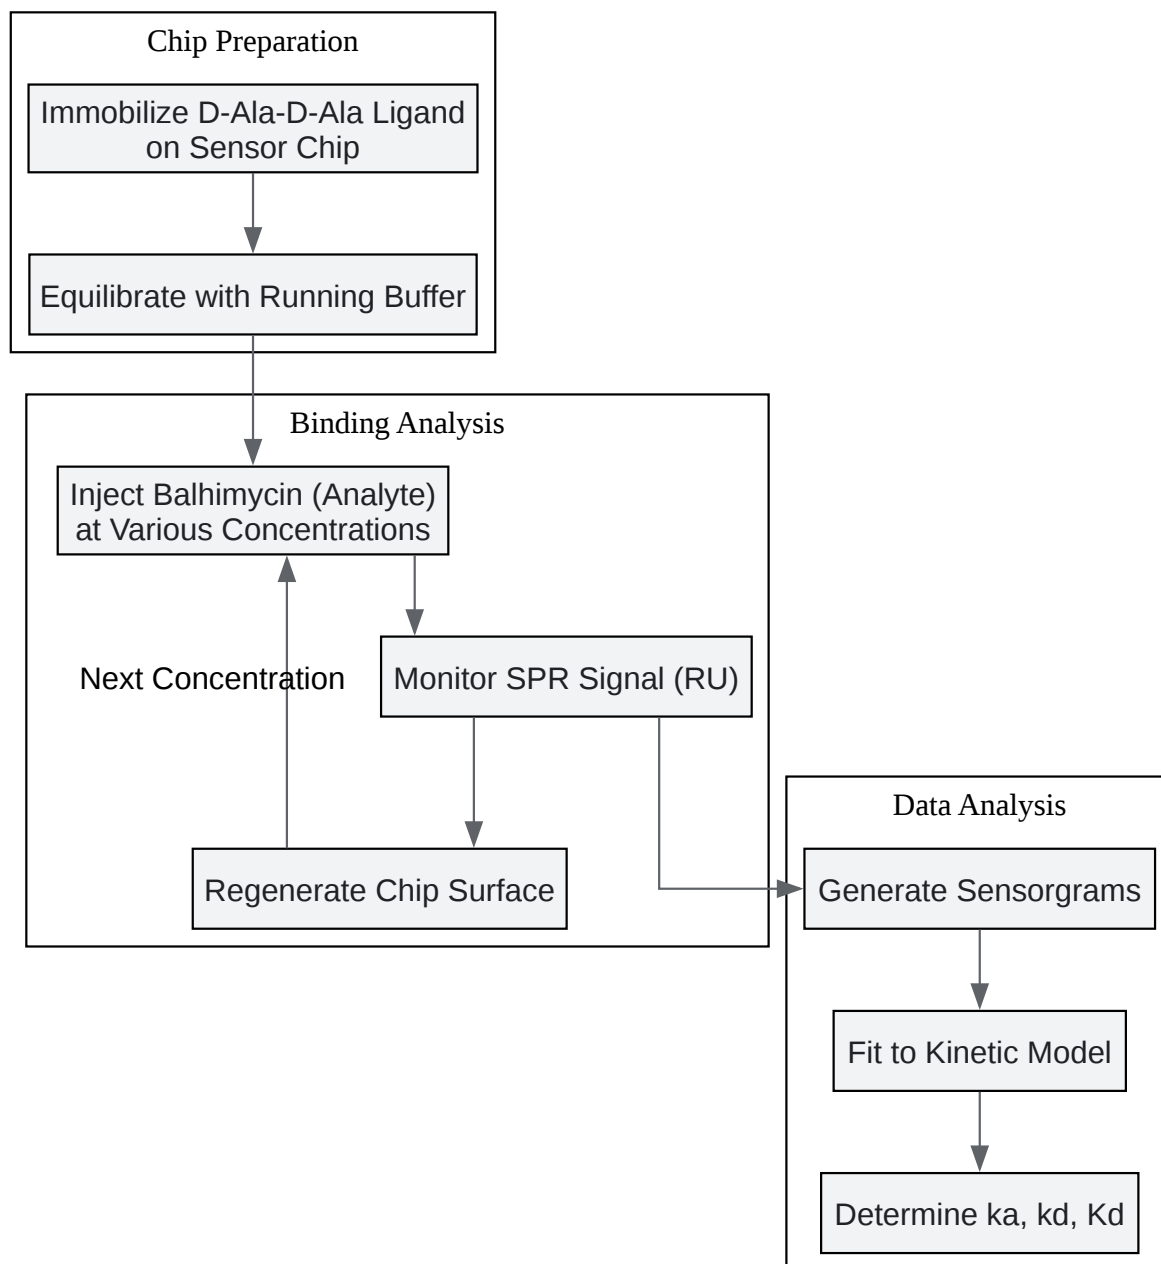 Chip Preparation
Immobilize D-Ala-D-Ala Ligand
on Sensor Chip
Equilibrate with Running Buffer
Binding Analysis
Inject Balhimycin (Analyte)
at Various Concentrations
Next Concentration
Monitor SPR Signal (RU)
Regenerate Chip Surface
Data Analysis
Generate Sensorgrams
Fit to Kinetic Model
Determine ka, kd, Kd